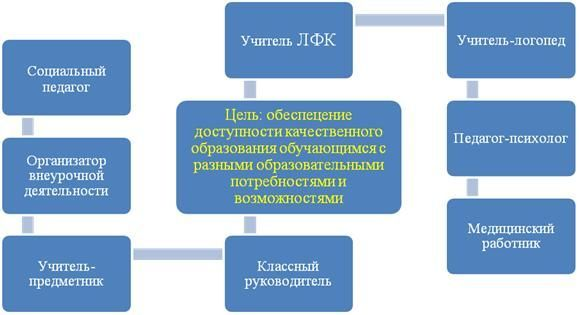 Социальный
педагог
Организатор
внеурочной
деятельности
Учитель-
предметник
Учитель ЛФК
Цель: обеспецение
доступности качественного
образования обучающимся с
разными образовательными
потребностями и
возможностями
Классный
руководитель
Учитель-логопед
Педагог-психолог
Медицинский
работник